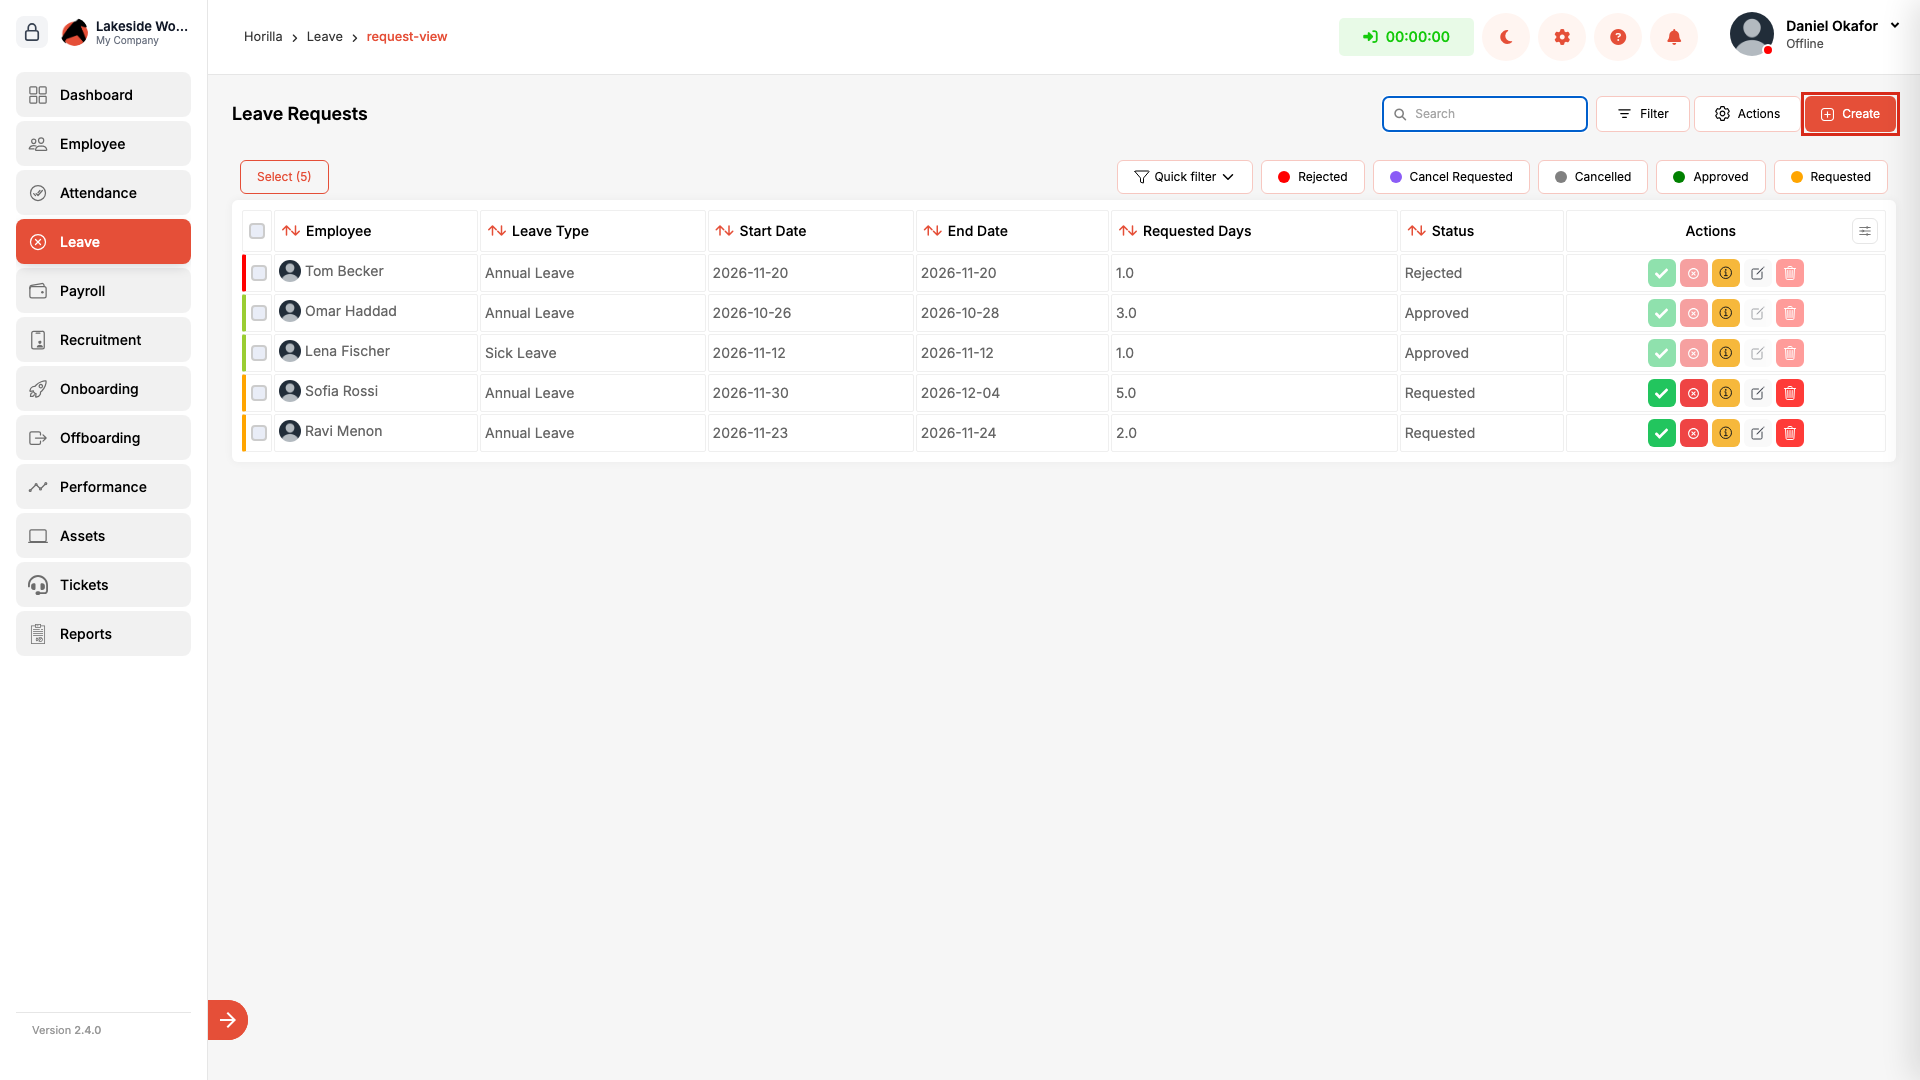 Lakeside Wo...
My Company
Dashboard
Employee
Attendance
Leave
Payroll
Recruitment
Onboarding
Offboarding
Performance
Assets
Tickets
Reports
Version 2.4.0
Horilla > Leave > request-view
00:00:00
Daniel Okafor
Offline
Leave Requests
Search
Filter
Actions
Create
Select (5)
Quick filter
Rejected
Cancel Requested
Cancelled
Approved
Requested
Employee Leave Type Start Date End Date Requested Days Status Actions
Tom Becker Annual Leave 2026-11-20 2026-11-20 1.0 Rejected
Omar Haddad Annual Leave 2026-10-26 2026-10-28 3.0 Approved
Lena Fischer Sick Leave 2026-11-12 2026-11-12 1.0 Approved
Sofia Rossi Annual Leave 2026-11-30 2026-12-04 5.0 Requested
Ravi Menon Annual Leave 2026-11-23 2026-11-24 2.0 Requested